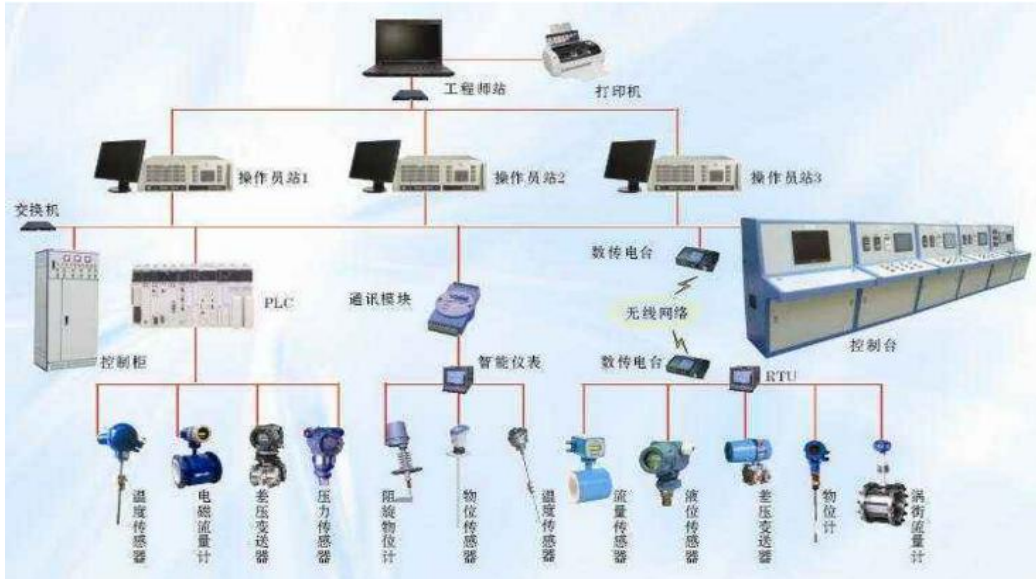 工程师站
打印机
操作员站1
操作员站2
操作员站3
交换机
数传电台
PLC
通讯模块
无线网络
控制柜
智能仪表
数传电台
RTU
控制台
温度传感器
电磁流量计
差压变送器
压力传感器
阻旋物位计
物位传感器
温度传感器
流量传感器
液位传感器
差压变送器
物位计
涡街流量计